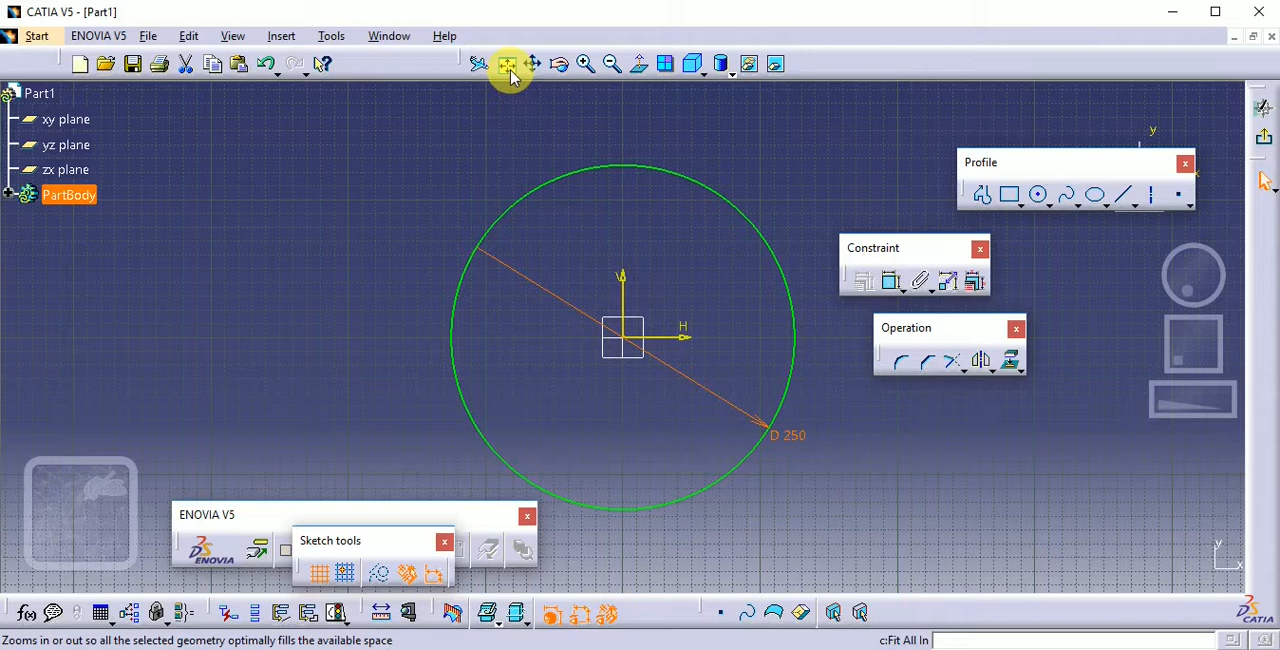 CATIA V5 - [Part1]
Start ENOVIA V5 File Edit View Insert Tools Window Help
Part1
xy plane
yz plane
zx plane
PartBody
y
x
Profile
Constraint
Operation
V
H
D 250
ENOVIA V5
ENOVIA
Sketch tools
y
x
f(x)
CATIA
Zooms in or out so all the selected geometry optimally fills the available space
c:Fit All In